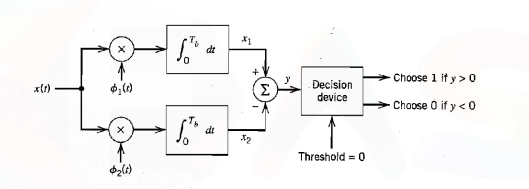 x(t)
×
ϕ₁(t)
∫₀^{T_b} dt
x₁
×
ϕ₂(t)
∫₀^{T_b} dt
x₂
+
Σ
−
y
Decision
device
Threshold = 0
Choose 1 if y > 0
Choose 0 if y < 0